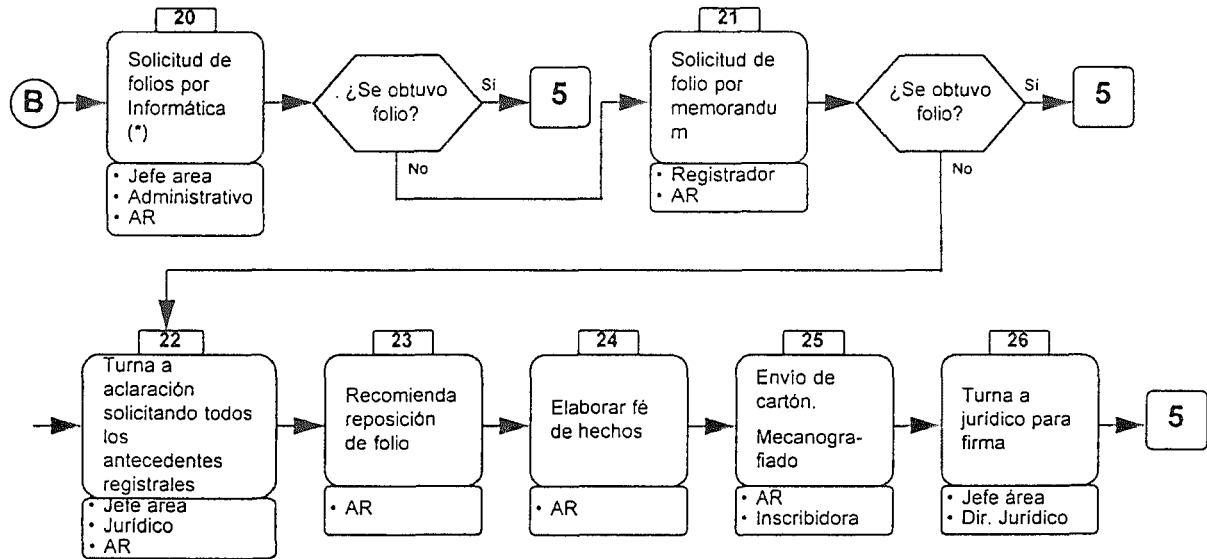 B
20
Solicitud de
folios por
Informática
(*)
• Jefe area
• Administrativo
• AR
. ¿Se obtuvo
folio?
Sí
5
No
21
Solicitud de
folio por
memorandu
m
• Registrador
• AR
¿Se obtuvo
folio?
Sí
5
No
22
Turna a
aclaración
solicitando todos
los
antecedentes
registrales
• Jefe area
• Jurídico
• AR
23
Recomienda
reposición
de folio
• AR
24
Elaborar fé
de hechos
• AR
25
Envío de
cartón.
Mecanogra-
fiado
• AR
• Inscribidora
26
Turna a
jurídico para
firma
• Jefe área
• Dir. Jurídico
5